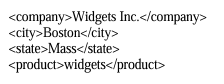 <company>Widgets Inc.</company>
<city>Boston</city>
<state>Mass</state>
<product>widgets</product>